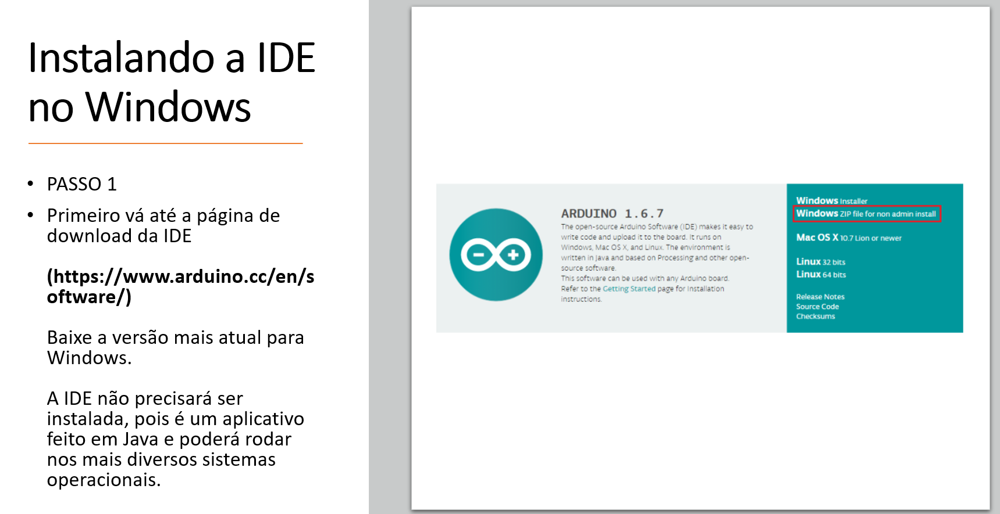 Instalando a IDE
no Windows
• PASSO 1
• Primeiro vá até a página de
download da IDE
(https://www.arduino.cc/en/s
oftware/)
Baixe a versão mais atual para
Windows.
A IDE não precisará ser
instalada, pois é um aplicativo
feito em Java e poderá rodar
nos mais diversos sistemas
operacionais.
ARDUINO 1.6.7
The open-source Arduino Software (IDE) makes it easy to
write code and upload it to the board. It runs on
Windows, Mac OS X, and Linux. The environment is
written in Java and based on Processing and other open-
source software.
This software can be used with any Arduino board.
Refer to the Getting Started page for Installation
instructions.
Windows Installer
Windows ZIP file for non admin install
Mac OS X 10.7 Lion or newer
Linux 32 bits
Linux 64 bits
Release Notes
Source Code
Checksums